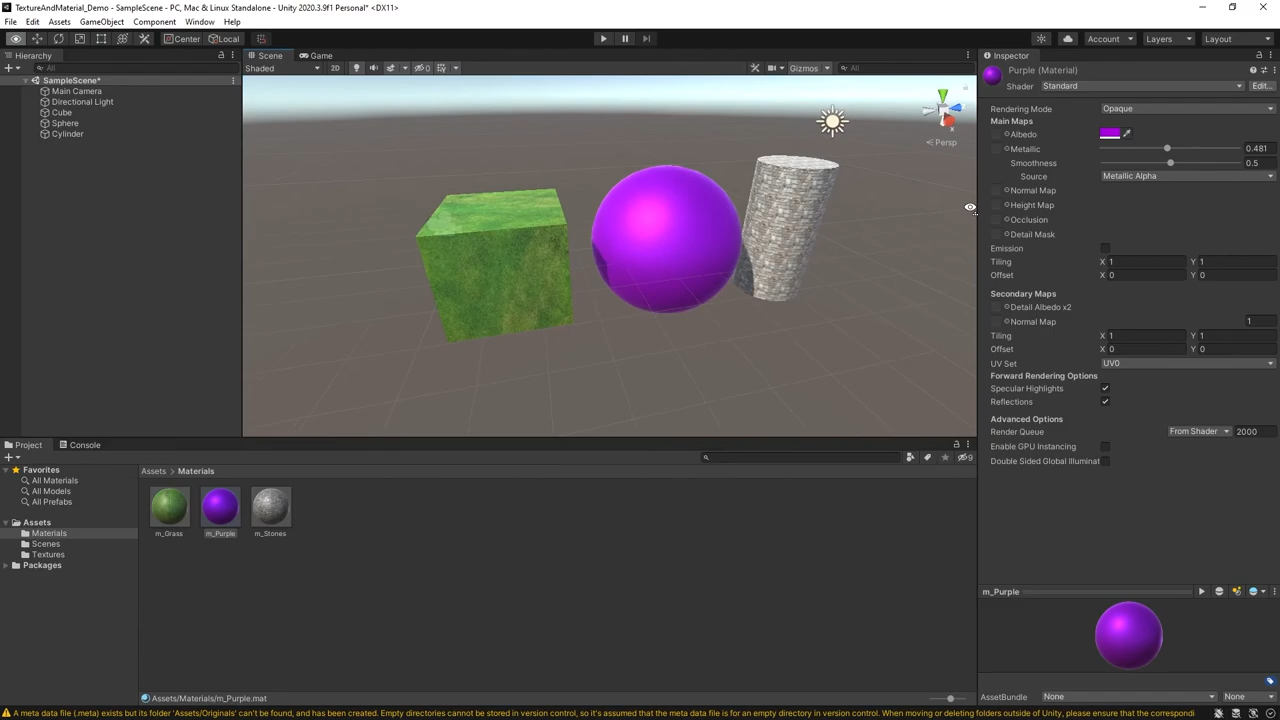 TextureAndMaterial_Demo - SampleScene - PC, Mac & Linux Standalone - Unity 2020.3.9f1 Personal* <DX11>
File Edit Assets GameObject Component Window Help
Center Local Account Layers Layout
Hierarchy
All
SampleScene*
Main Camera
Directional Light
Cube
Sphere
Cylinder
Scene Game
Shaded 2D 0 Gizmos All
x
Persp
Inspector
Purple (Material)
Shader Standard Edit...
Rendering Mode Opaque
Main Maps
Albedo
Metallic 0.481
Smoothness 0.5
Source Metallic Alpha
Normal Map
Height Map
Occlusion
Detail Mask
Emission
Tiling X 1 Y 1
Offset X 0 Y 0
Secondary Maps
Detail Albedo x2
Normal Map 1
Tiling X 1 Y 1
Offset X 0 Y 0
UV Set UV0
Forward Rendering Options
Specular Highlights
Reflections
Advanced Options
Render Queue From Shader 2000
Enable GPU Instancing
Double Sided Global Illuminat
Project Console
9
Favorites
All Materials
All Models
All Prefabs
Assets
Materials
Scenes
Textures
Packages
Assets > Materials
m_Grass m_Purple m_Stones
Assets/Materials/m_Purple.mat
m_Purple
AssetBundle None None
A meta data file (.meta) exists but its folder 'Assets/Originals' can't be found, and has been created. Empty directories cannot be stored in version control, so it's assumed that the meta data file is for an empty directory in version control. When moving or deleting folders outside of Unity, please ensure that the correspondi